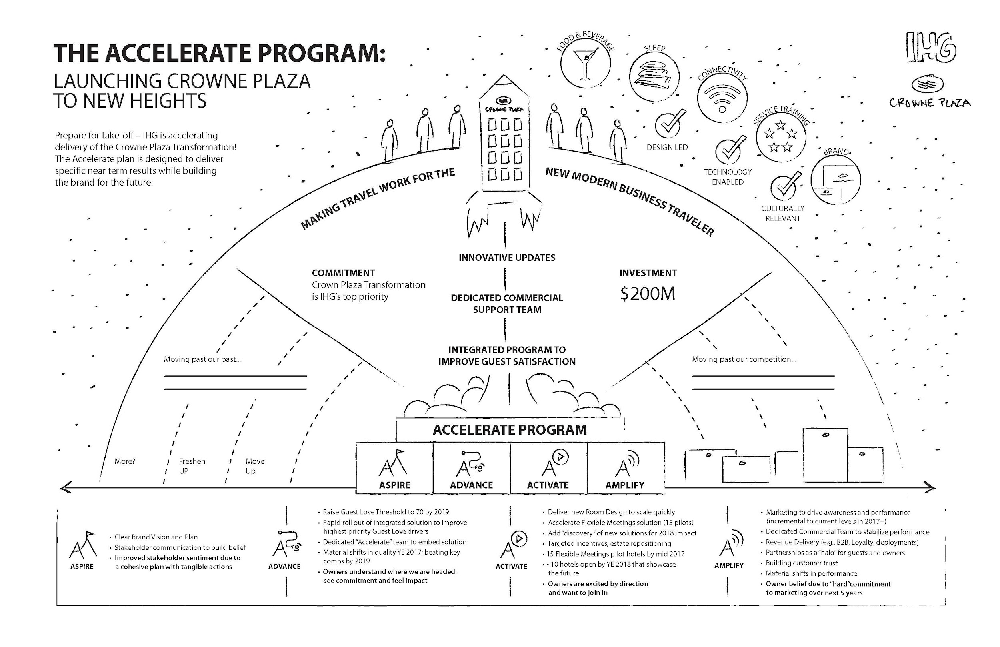 THE ACCELERATE PROGRAM:
LAUNCHING CROWNE PLAZA
TO NEW HEIGHTS
Prepare for take-off – IHG is accelerating
delivery of the Crowne Plaza Transformation!
The Accelerate plan is designed to deliver
specific near term results while building
the brand for the future.
IHG
CROWNE PLAZA
FOOD & BEVERAGE
SLEEP
CONNECTIVITY
SERVICE TRAINING
BRAND
DESIGN LED
TECHNOLOGY
ENABLED
CULTURALLY
RELEVANT
CROWNE PLAZA
MAKING TRAVEL WORK FOR THE
NEW MODERN BUSINESS TRAVELER
INNOVATIVE UPDATES
COMMITMENT
Crown Plaza Transformation
is IHG's top priority
DEDICATED COMMERCIAL
SUPPORT TEAM
INVESTMENT
$200M
INTEGRATED PROGRAM TO
IMPROVE GUEST SATISFACTION
Moving past our past...
Moving past our competition...
More?
Freshen
UP
Move
Up
ACCELERATE PROGRAM
ASPIRE
ADVANCE
ACTIVATE
AMPLIFY
ASPIRE
• Clear Brand Vision and Plan
• Stakeholder communication to build belief
• Improved stakeholder sentiment due to
a cohesive plan with tangible actions
ADVANCE
• Raise Guest Love Threshold to 70 by 2019
• Rapid roll out of integrated solution to improve
highest priority Guest Love drivers
• Dedicated "Accelerate" team to embed solution
• Material shifts in quality YE 2017; beating key
comps by 2019
• Owners understand where we are headed,
see commitment and feel impact
ACTIVATE
• Deliver new Room Design to scale quickly
• Accelerate Flexible Meetings solution (15 pilots)
• Add "discovery" of new solutions for 2018 impact
• Targeted incentives, estate repositioning
• 15 Flexible Meetings pilot hotels by mid 2017
• ~10 hotels open by YE 2018 that showcase
the future
• Owners are excited by direction
and want to join in
AMPLIFY
• Marketing to drive awareness and performance
(incremental to current levels in 2017+)
• Dedicated Commercial Team to stabilize performance
• Revenue Delivery (e.g., B2B, Loyalty, deployments)
• Partnerships as a "halo" for guests and owners
• Building customer trust
• Material shifts in performance
• Owner belief due to "hard"commitment
to marketing over next 5 years